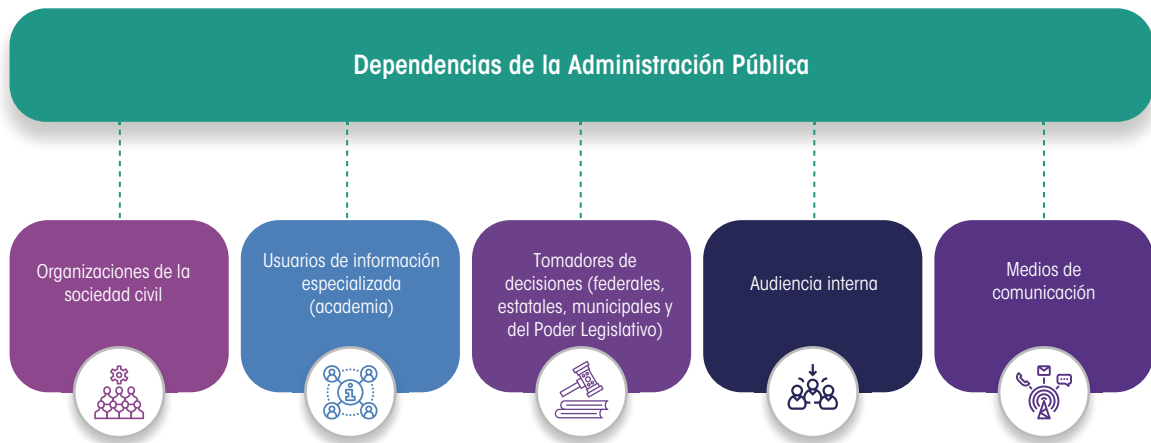 Dependencias de la Administración Pública
Organizaciones de la
sociedad civil
Usuarios de información
especializada
(academia)
Tomadores de
decisiones (federales,
estatales, municipales y
del Poder Legislativo)
Audiencia interna
Medios de
comunicación